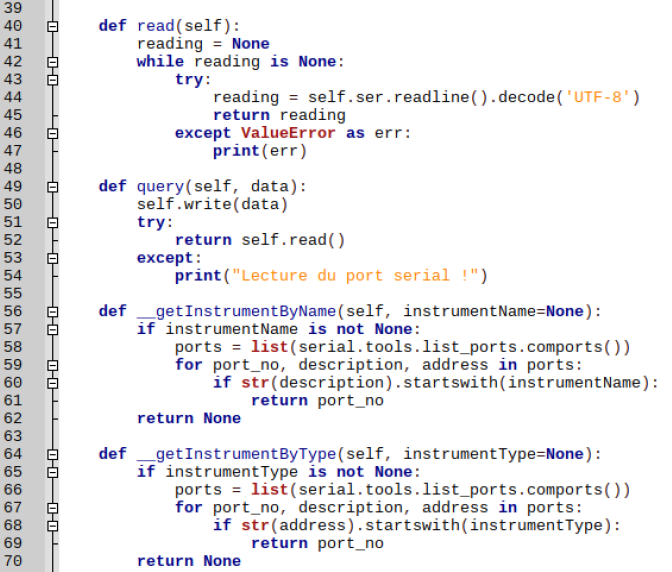 39
40     def read(self):
41         reading = None
42         while reading is None:
43             try:
44                 reading = self.ser.readline().decode('UTF-8')
45                 return reading
46             except ValueError as err:
47                 print(err)
48
49     def query(self, data):
50         self.write(data)
51         try:
52             return self.read()
53         except:
54             print("Lecture du port serial !")
55
56     def __getInstrumentByName(self, instrumentName=None):
57         if instrumentName is not None:
58             ports = list(serial.tools.list_ports.comports())
59             for port_no, description, address in ports:
60                 if str(description).startswith(instrumentName):
61                     return port_no
62         return None
63
64     def __getInstrumentByType(self, instrumentType=None):
65         if instrumentType is not None:
66             ports = list(serial.tools.list_ports.comports())
67             for port_no, description, address in ports:
68                 if str(address).startswith(instrumentType):
69                     return port_no
70         return None